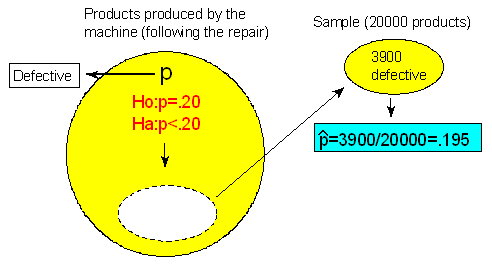 Products produced by the
machine (following the repair)
Sample (20000 products)
Defective
p
Ho:p=.20
Ha:p<.20
3900
defective
p̂=3900/20000=.195